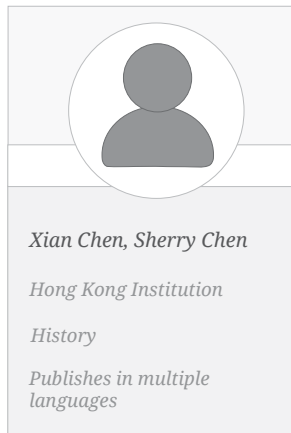 Xian Chen, Sherry Chen
Hong Kong Institution
History
Publishes in multiple
languages